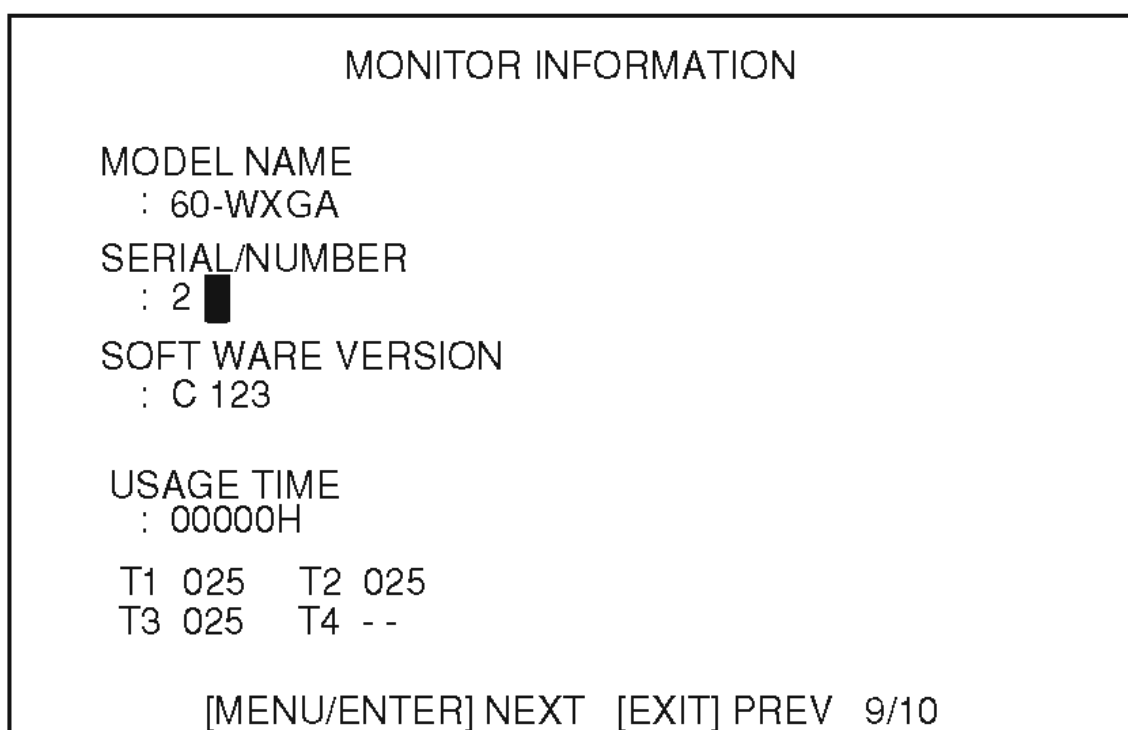 MONITOR INFORMATION
MODEL NAME
: 60-WXGA
SERIAL/NUMBER
: 2
SOFT WARE VERSION
: C 123
USAGE TIME
: 00000H
T1 025 T2 025
T3 025 T4 - -
[MENU/ENTER] NEXT [EXIT] PREV 9/10